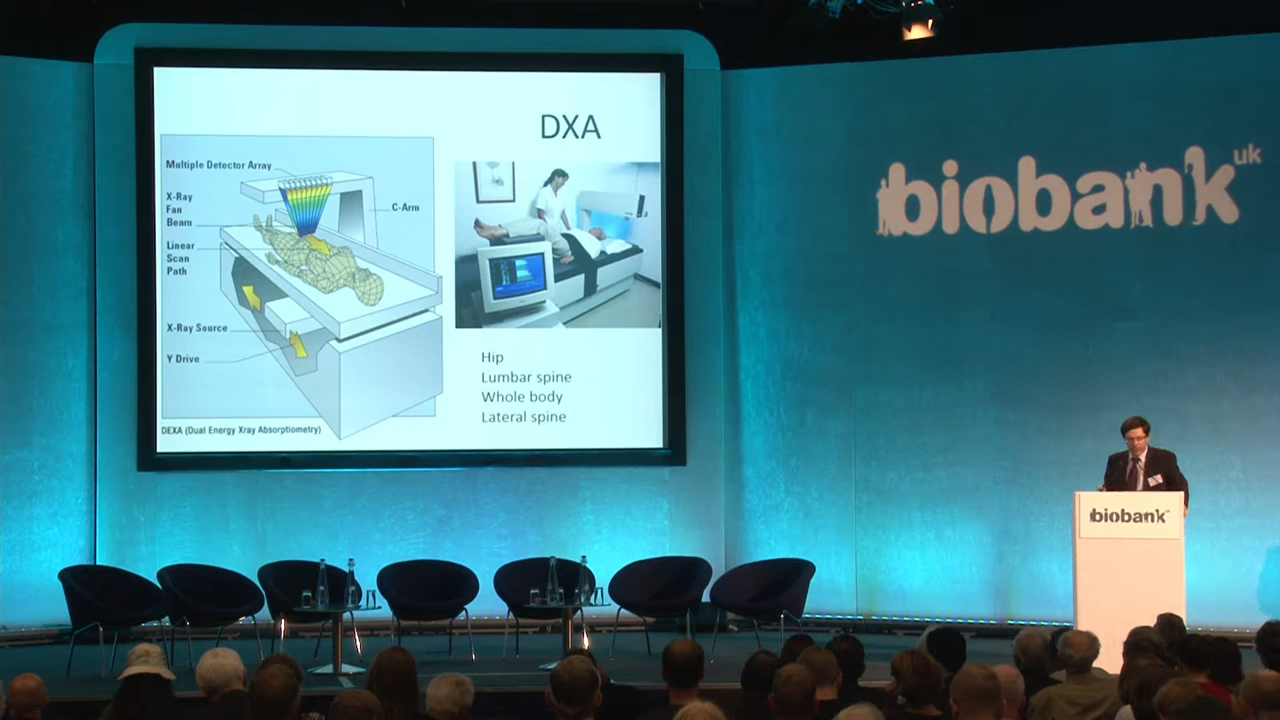 DXA
Multiple Detector Array
X-Ray
Fan
Beam
C-Arm
Linear
Scan
Path
X-Ray Source
Y Drive
DEXA (Dual Energy Xray Absorptiometry)
Hip
Lumbar spine
Whole body
Lateral spine
biobank uk
biobank